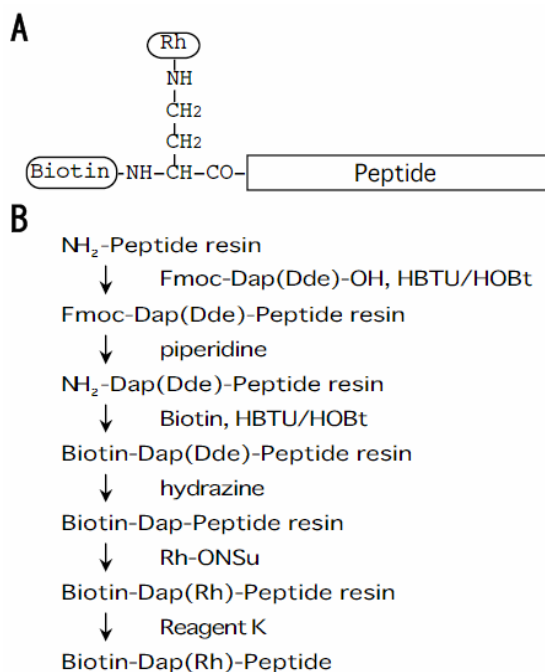 A
Rh
NH
CH2
CH2
Biotin-NH-CH-CO- Peptide
B
NH₂-Peptide resin
Fmoc-Dap(Dde)-OH, HBTU/HOBt
Fmoc-Dap(Dde)-Peptide resin
piperidine
NH₂-Dap(Dde)-Peptide resin
Biotin, HBTU/HOBt
Biotin-Dap(Dde)-Peptide resin
hydrazine
Biotin-Dap-Peptide resin
Rh-ONSu
Biotin-Dap(Rh)-Peptide resin
Reagent K
Biotin-Dap(Rh)-Peptide